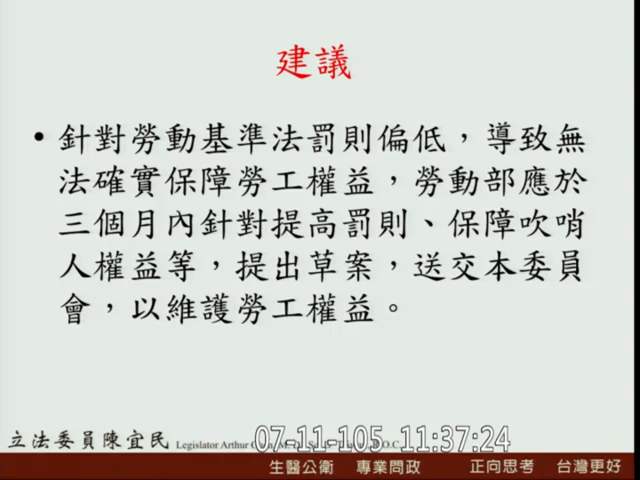 建議
• 針對勞動基準法罰則偏低，導致無
法確實保障勞工權益，勞動部應於
三個月內針對提高罰則、保障吹哨
人權益等，提出草案，送交本委員
會，以維護勞工權益。
立法委員陳宜民 Legislator Arthur
07-11-105 11:37:24
生醫公衛 專業問政 正向思考 台灣更好